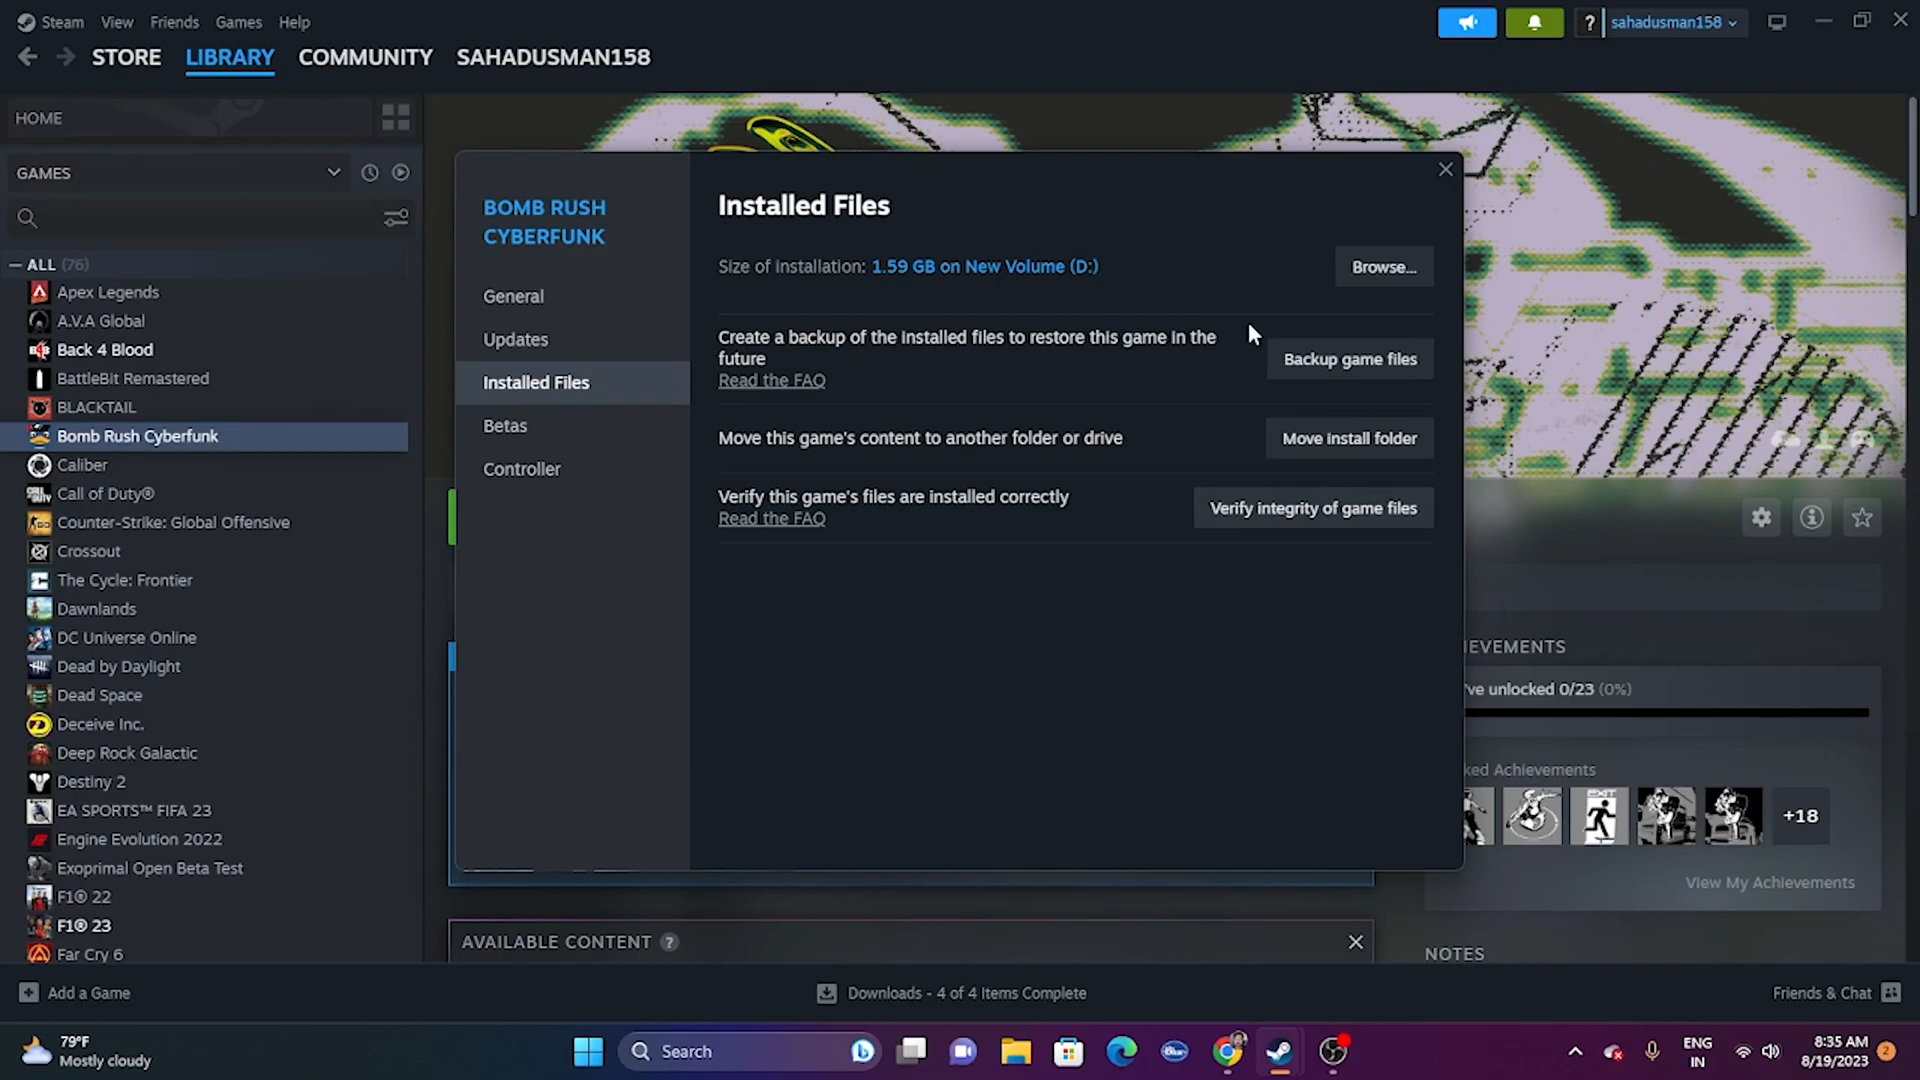 Steam View Friends Games Help
? sahadusman158
STORE LIBRARY COMMUNITY SAHADUSMAN158
HOME
GAMES
— ALL (76)
Apex Legends
A.V.A Global
Back 4 Blood
BattleBit Remastered
BLACKTAIL
Bomb Rush Cyberfunk
Caliber
Call of Duty®
Counter-Strike: Global Offensive
Crossout
The Cycle: Frontier
Dawnlands
DC Universe Online
Dead by Daylight
Dead Space
Deceive Inc.
Deep Rock Galactic
Destiny 2
EA SPORTS™ FIFA 23
Engine Evolution 2022
Exoprimal Open Beta Test
F1® 22
F1® 23
Far Cry 6
BOMB RUSH
CYBERFUNK
General
Updates
Installed Files
Betas
Controller
Installed Files
Size of installation: 1.59 GB on New Volume (D:)
Browse...
Create a backup of the installed files to restore this game in the
future
Read the FAQ
Backup game files
Move this game's content to another folder or drive
Move install folder
Verify this game's files are installed correctly
Read the FAQ
Verify integrity of game files
IEVEMENTS
've unlocked 0/23 (0%)
ked Achievements
EXIT
+18
View My Achievements
AVAILABLE CONTENT ?
NOTES
Add a Game
Downloads - 4 of 4 Items Complete
Friends & Chat
79°F
Mostly cloudy
Search
ENG
IN
8:35 AM
8/19/2023
2